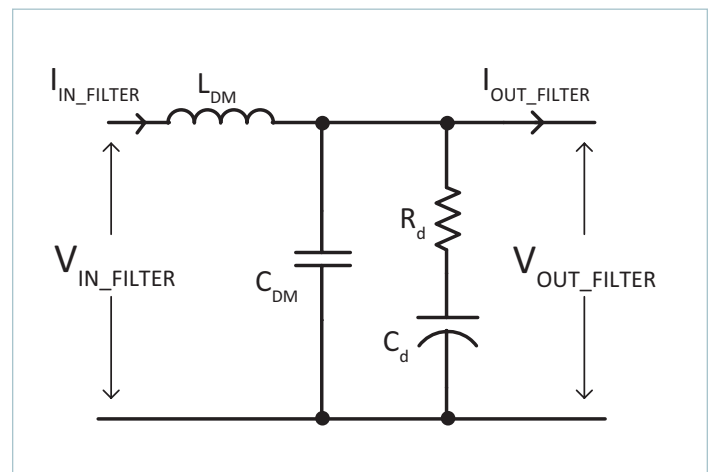 I_IN_FILTER
L_DM
I_OUT_FILTER
R_d
V_IN_FILTER
C_DM
V_OUT_FILTER
C_d